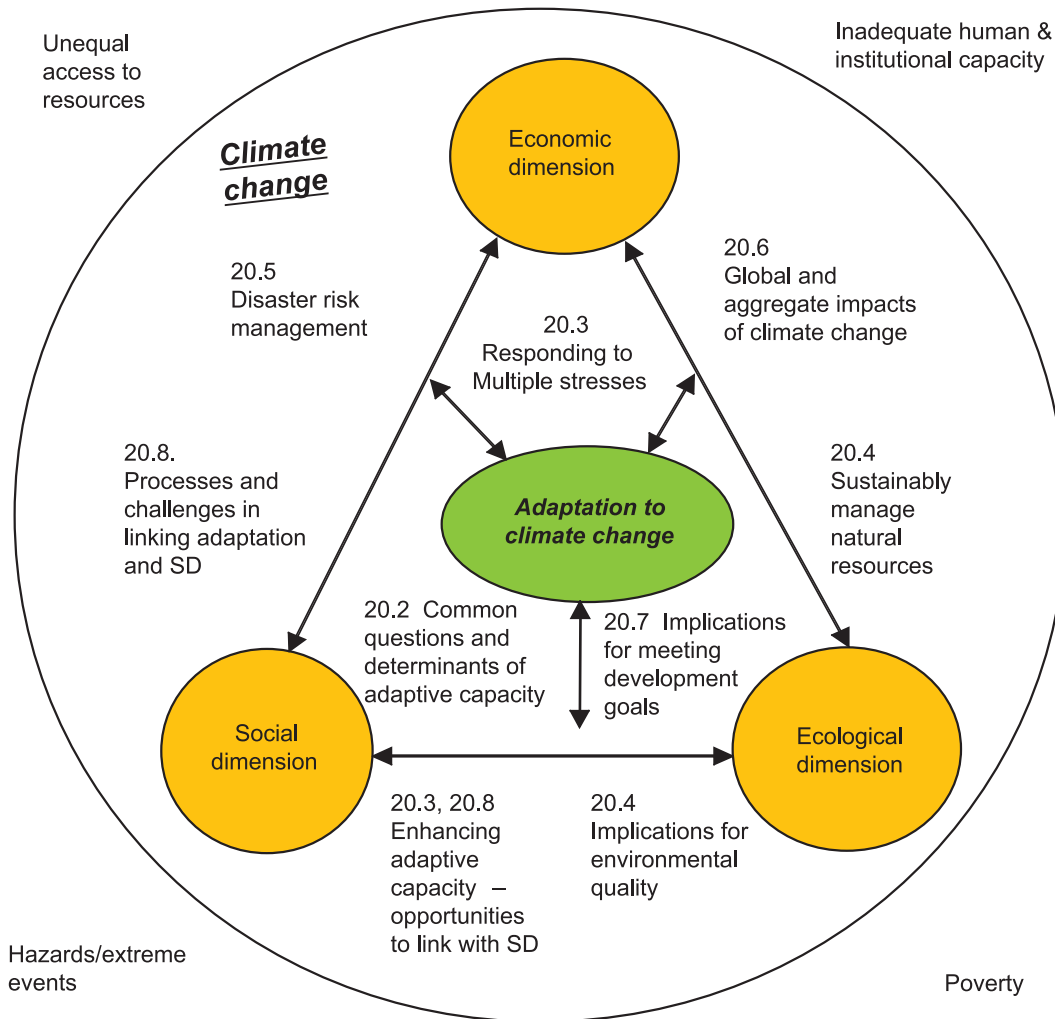 Unequal
access to
resources
Inadequate human &
institutional capacity
Climate
change
Economic
dimension
20.5
Disaster risk
management
20.6
Global and
aggregate impacts
of climate change
20.3
Responding to
Multiple stresses
20.8.
Processes and
challenges in
linking adaptation
and SD
Adaptation to
climate change
20.4
Sustainably
manage
natural
resources
20.2 Common
questions and
determinants of
adaptive capacity
20.7 Implications
for meeting
development
goals
Social
dimension
Ecological
dimension
20.3, 20.8
Enhancing
adaptive
capacity –
opportunities
to link with SD
20.4
Implications for
environmental
quality
Hazards/extreme
events
Poverty